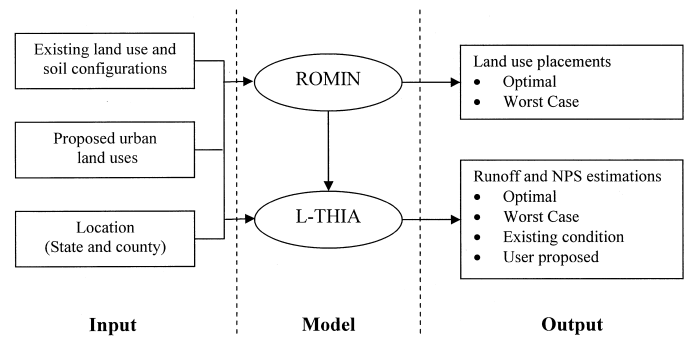 Existing land use and
soil configurations
Proposed urban
land uses
Location
(State and county)
Input
ROMIN
L-THIA
Model
Land use placements
• Optimal
• Worst Case
Runoff and NPS estimations
• Optimal
• Worst Case
• Existing condition
• User proposed
Output